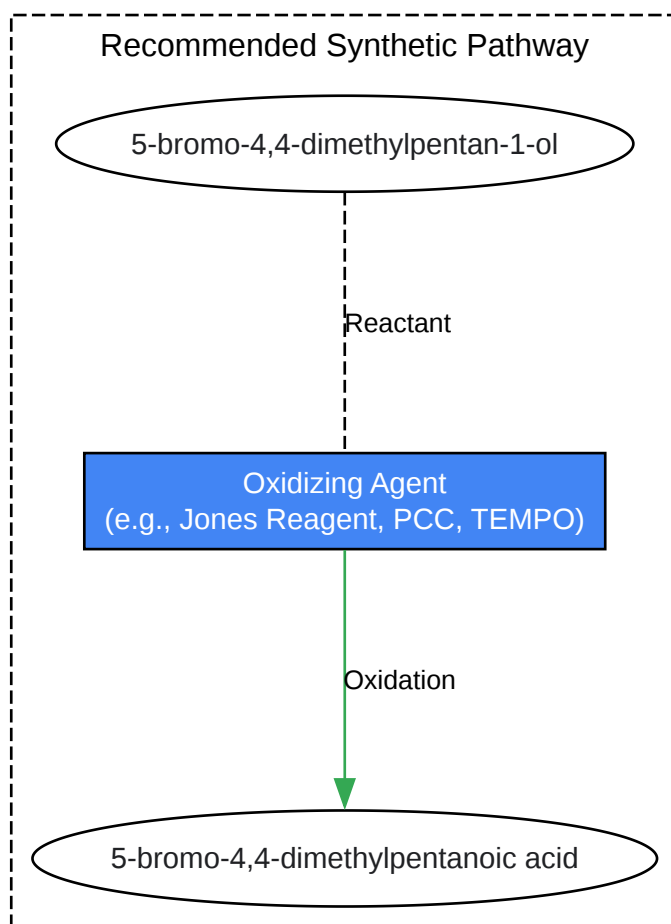 Recommended Synthetic Pathway
5-bromo-4,4-dimethylpentan-1-ol
Reactant
Oxidizing Agent
(e.g., Jones Reagent, PCC, TEMPO)
Oxidation
5-bromo-4,4-dimethylpentanoic acid